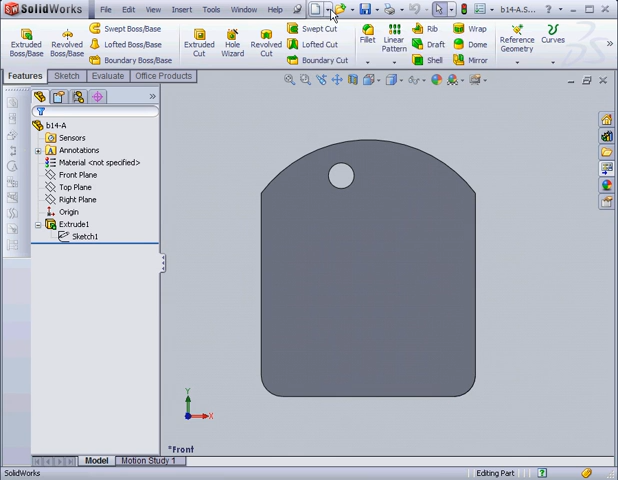 SolidWorks File Edit View Insert Tools Window Help b14-A.S...
Extruded Boss/Base Revolved Boss/Base Swept Boss/Base Lofted Boss/Base Boundary Boss/Base Extruded Cut Hole Wizard Revolved Cut Swept Cut Lofted Cut Boundary Cut Fillet Linear Pattern Rib Draft Shell Wrap Dome Mirror Reference Geometry Curves
Features Sketch Evaluate Office Products
b14-A
Sensors
Annotations
Material <not specified>
Front Plane
Top Plane
Right Plane
Origin
Extrude1
Sketch1
Y
X
*Front
Model Motion Study 1
SolidWorks Editing Part